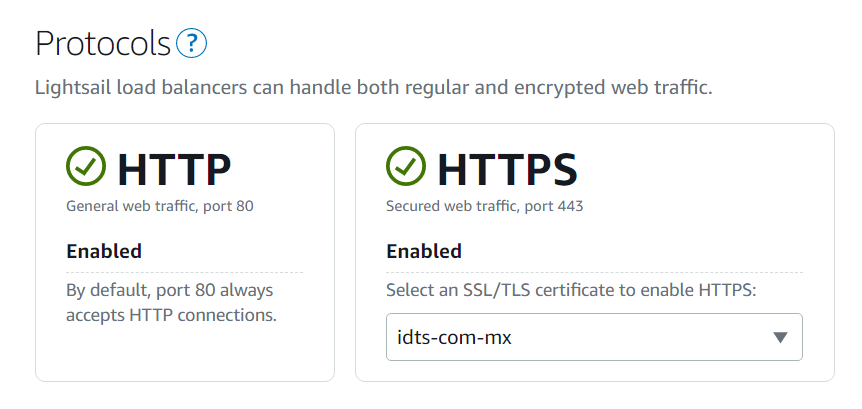 Protocols ?
Lightsail load balancers can handle both regular and encrypted web traffic.
HTTP
General web traffic, port 80
Enabled
By default, port 80 always
accepts HTTP connections.
HTTPS
Secured web traffic, port 443
Enabled
Select an SSL/TLS certificate to enable HTTPS:
idts-com-mx